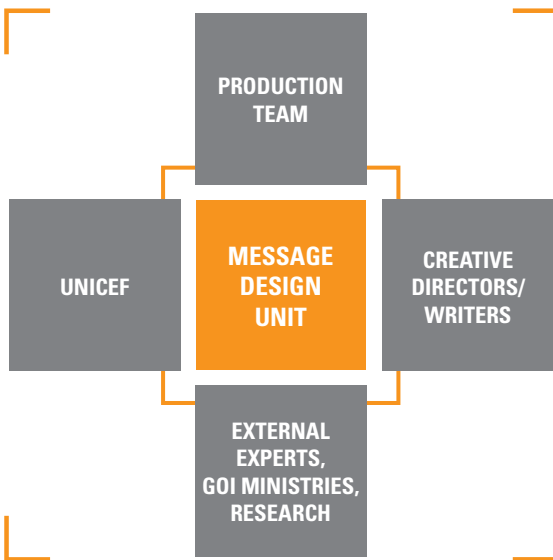 PRODUCTION
TEAM
UNICEF
MESSAGE
DESIGN
UNIT
CREATIVE
DIRECTORS/
WRITERS
EXTERNAL
EXPERTS,
GOI MINISTRIES,
RESEARCH